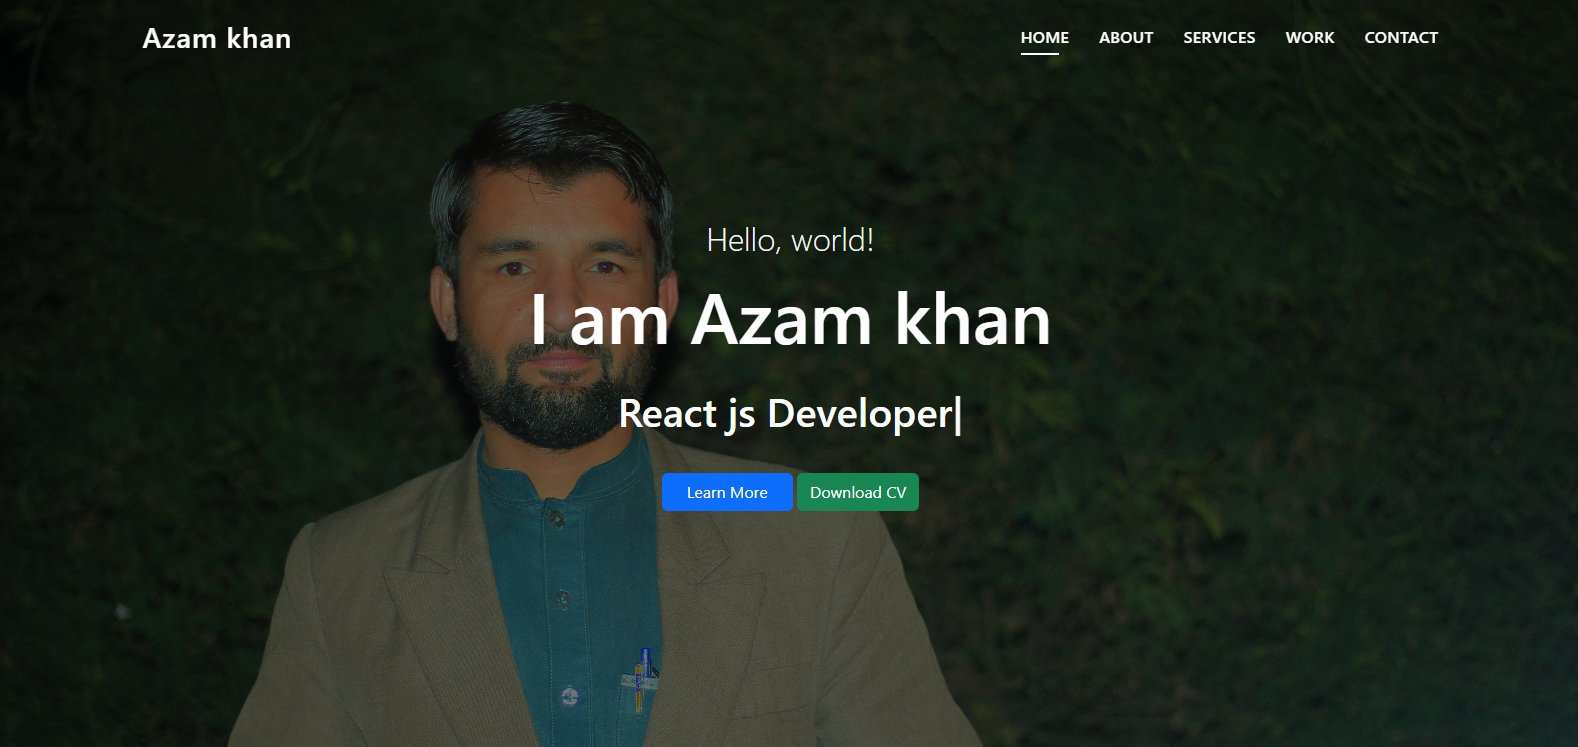 Azam khan
HOME ABOUT SERVICES WORK CONTACT
Hello, world!
I am Azam khan
React js Developer|
Learn More Download CV